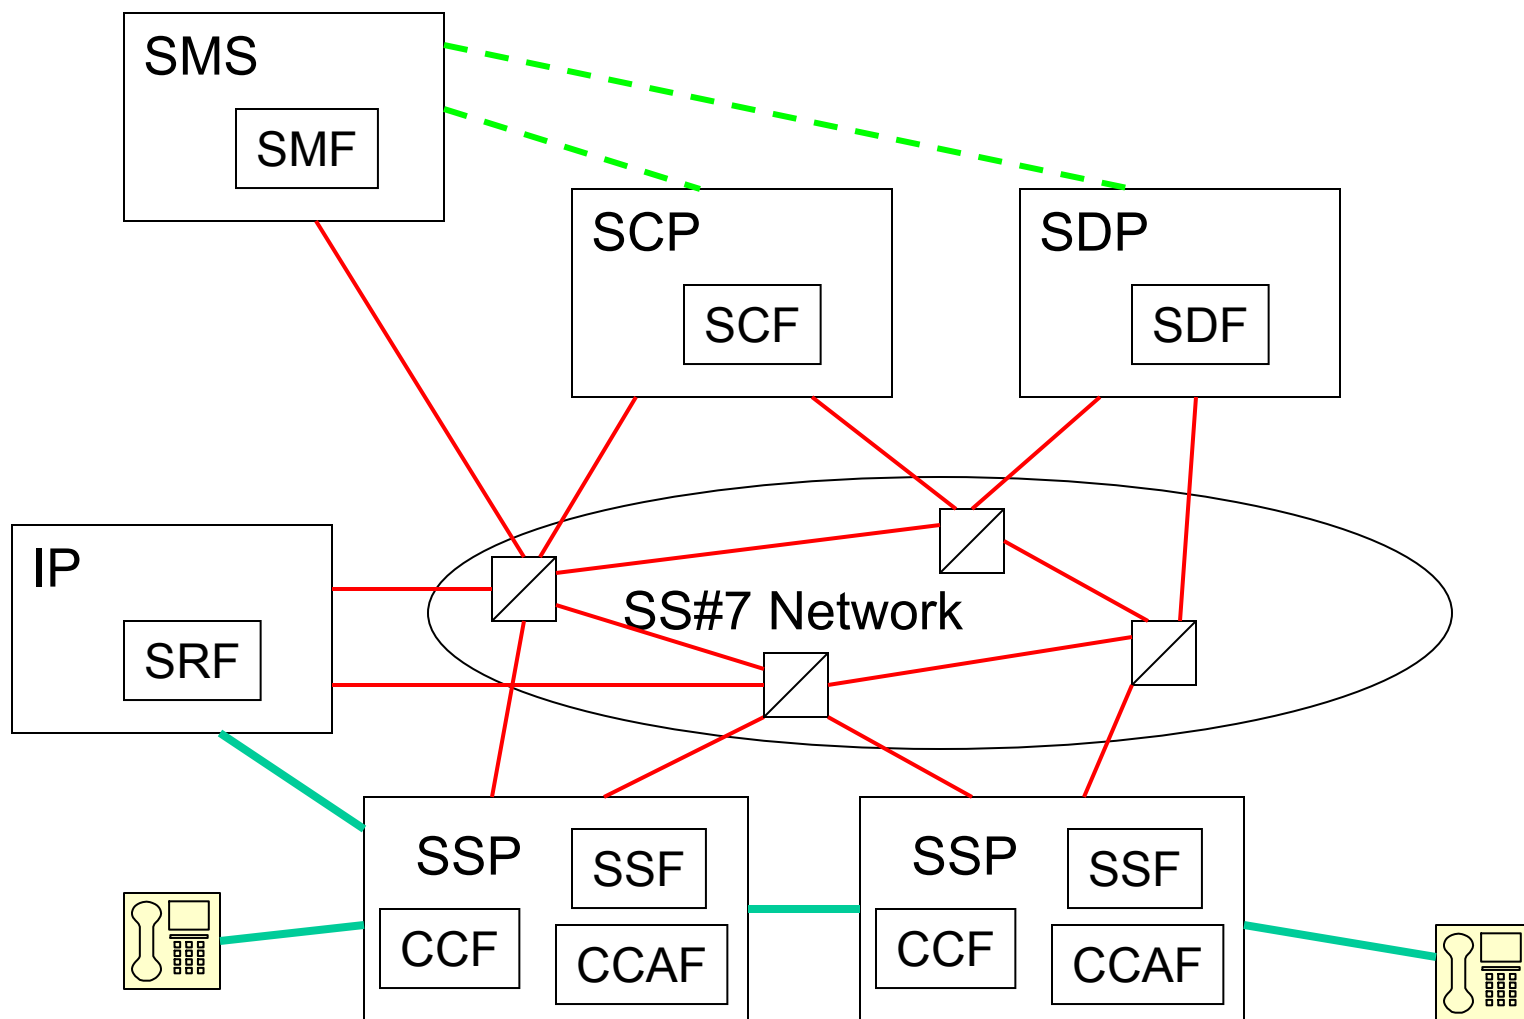 SMS
SMF
SCP
SCF
SDP
SDF
IP
SRF
SS#7 Network
SSP
SSF
CCF
CCAF
SSP
SSF
CCF
CCAF